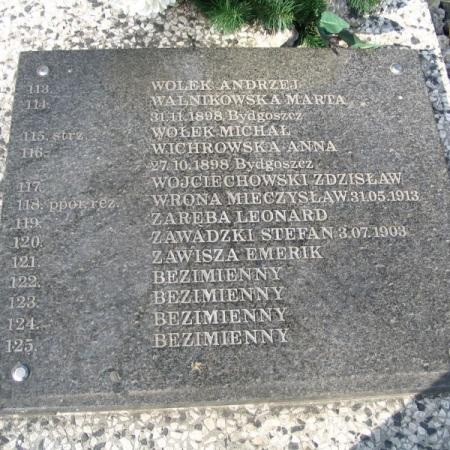 113. WOLEK ANDRZEJ
114. WALNIKOWSKA MARTA
31.11.1898, Bydgoszcz
115. strz. WOŁEK MICHAŁ
116. WICHROWSKA ANNA
27.10.1898, Bydgoszcz
117. WOJCIECHOWSKI ZDZISŁAW
118. ppor. rez. WRONA MIECZYSŁAW 31.05.1913
119. ZARĘBA LEONARD
120. ZAWADZKI STEFAN 3.07.1903
121. ZAWISZA EMERIK
122. BEZIMIENNY
123. BEZIMIENNY
124. BEZIMIENNY
125. BEZIMIENNY